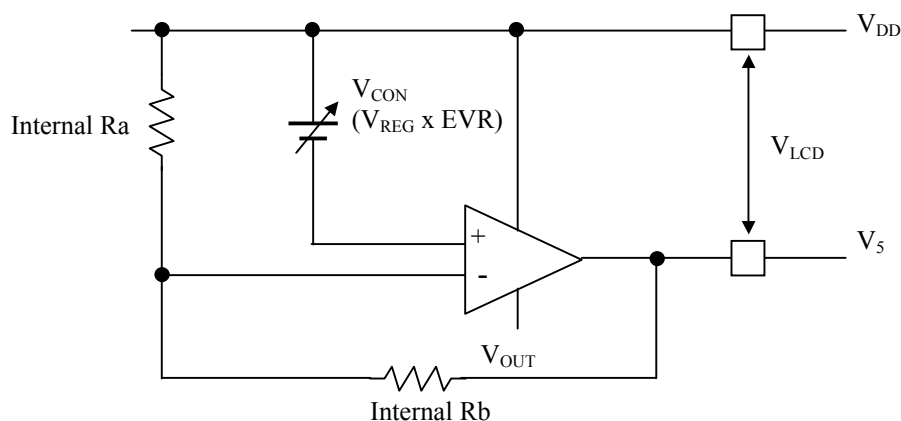 V_DD
V_CON
(V_REG x EVR)
Internal Ra
V_LCD
+
-
V_5
V_OUT
Internal Rb